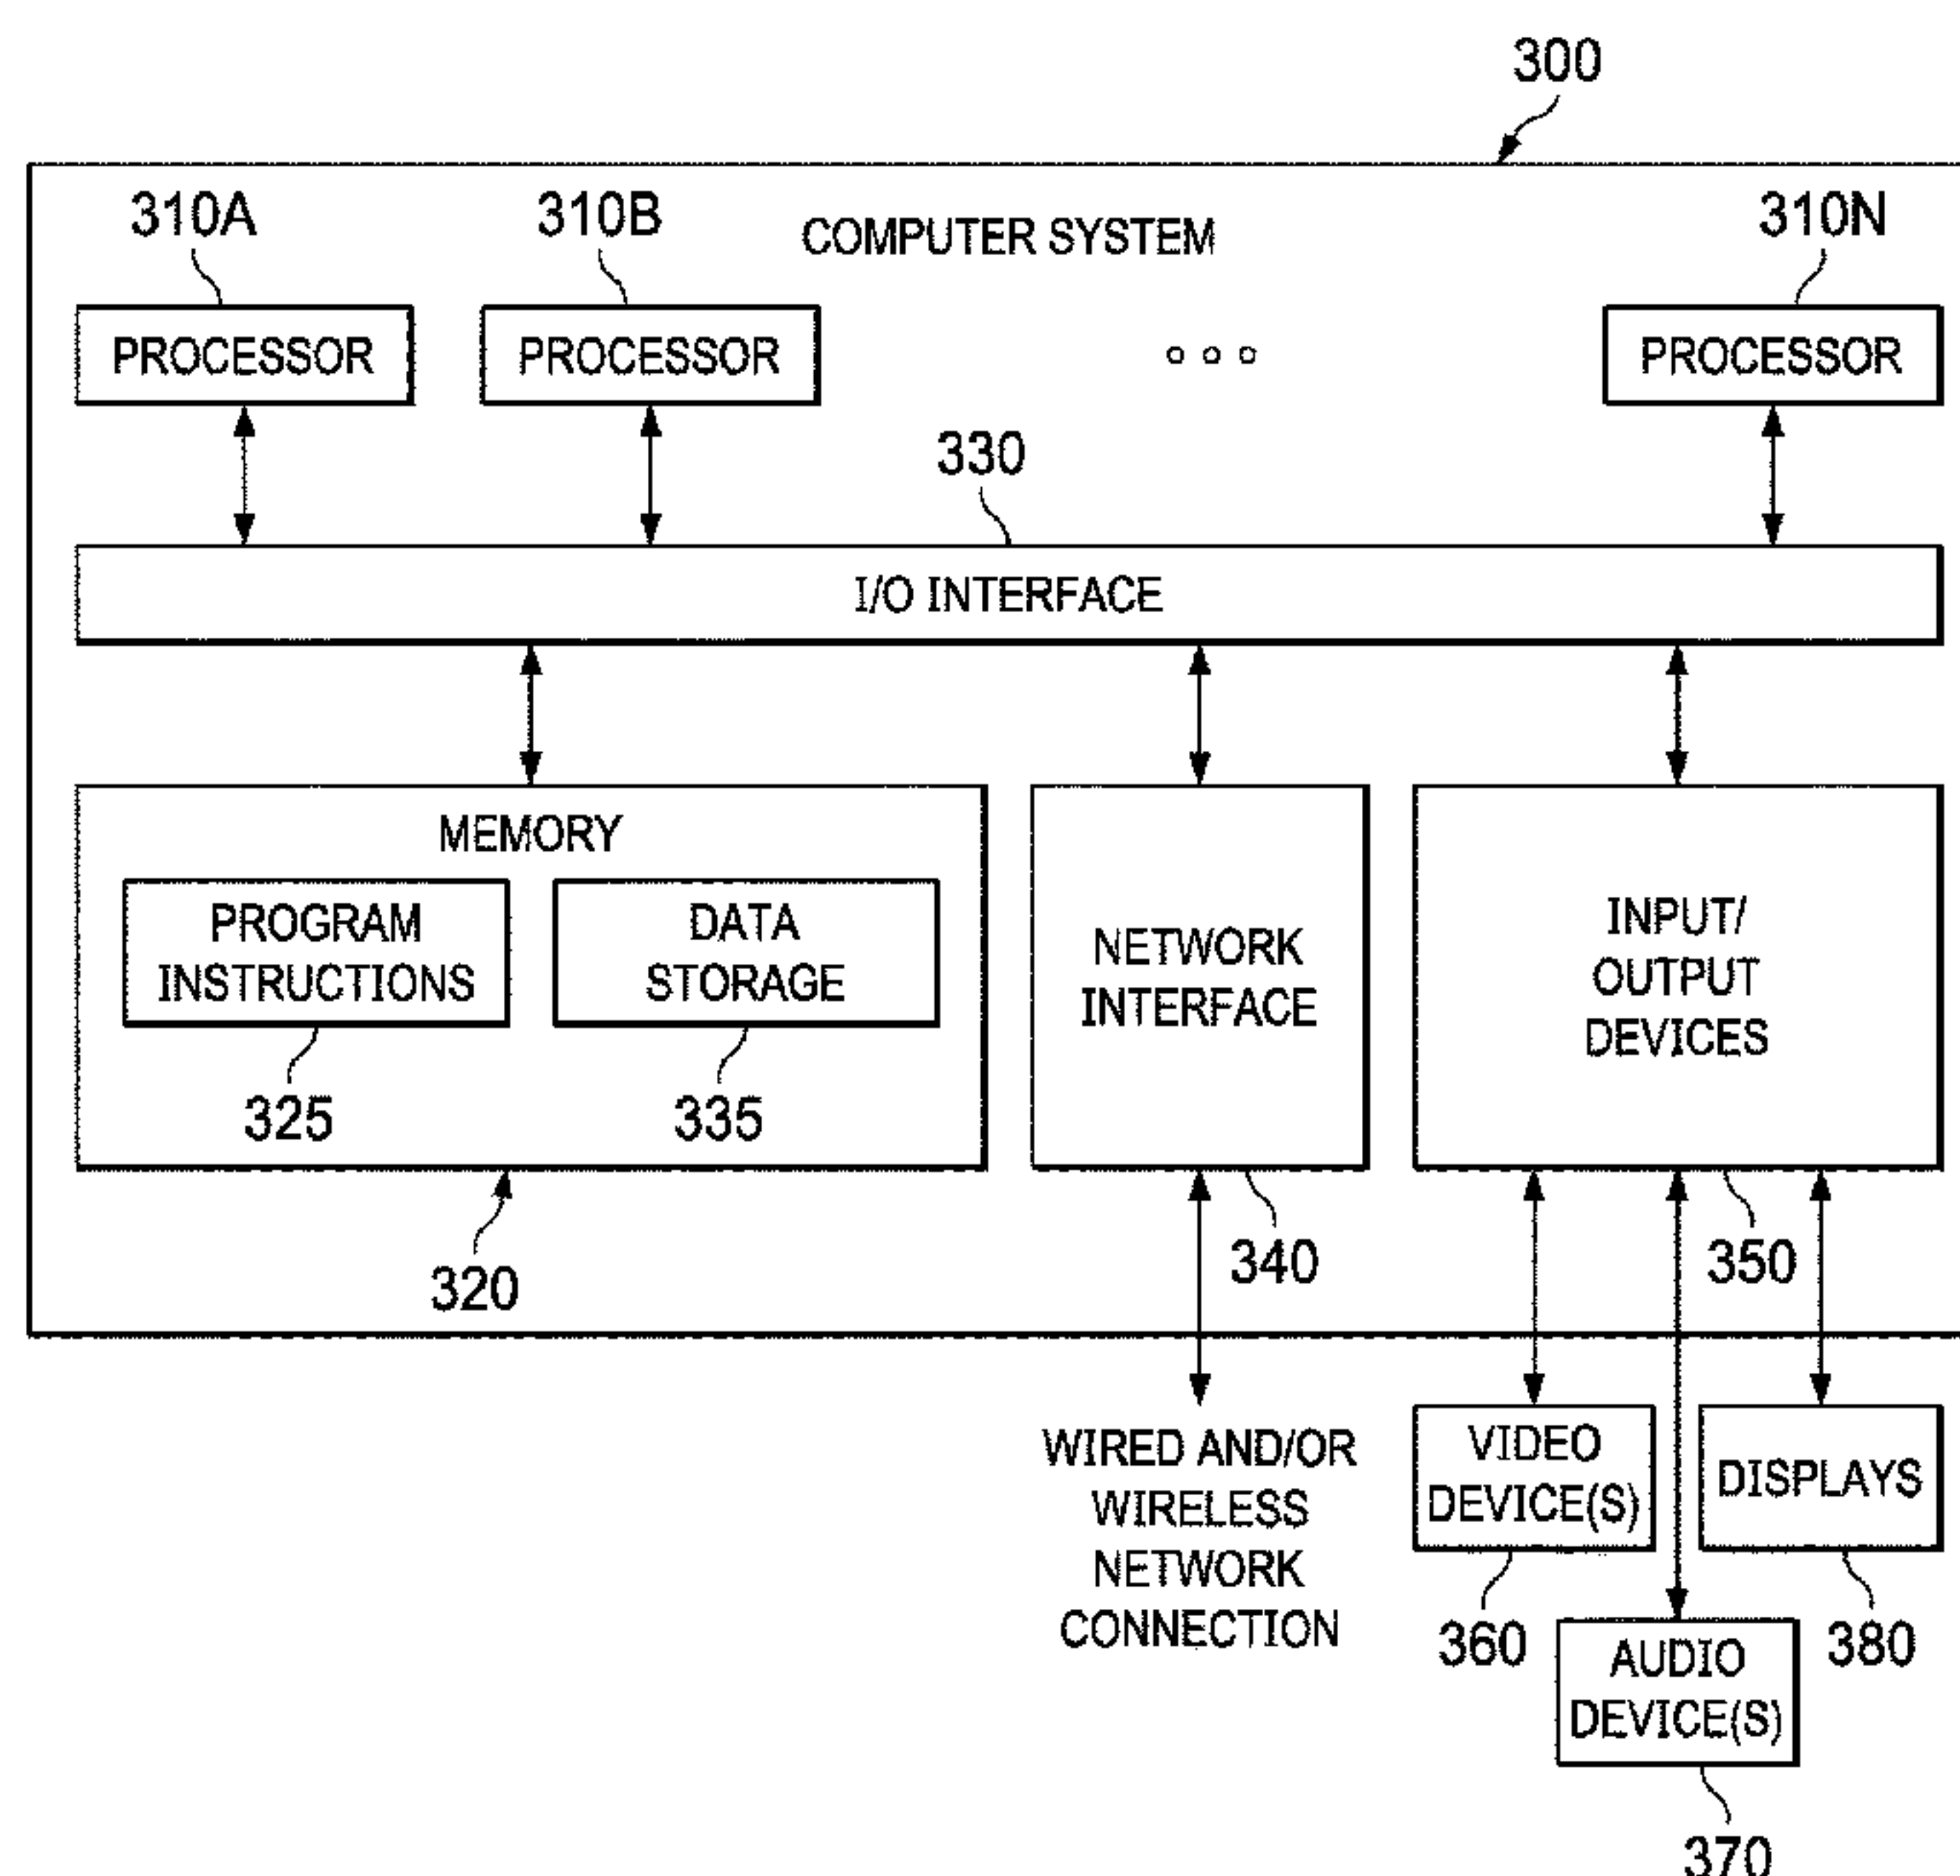 300
310A
310B
COMPUTER SYSTEM
310N
PROCESSOR
PROCESSOR
PROCESSOR
330
I/O INTERFACE
MEMORY
PROGRAM
INSTRUCTIONS
DATA
STORAGE
325
335
320
NETWORK
INTERFACE
340
INPUT/
OUTPUT
DEVICES
350
WIRED AND/OR
WIRELESS
NETWORK
CONNECTION
VIDEO
DEVICE(S)
360
DISPLAYS
380
AUDIO
DEVICE(S)
370